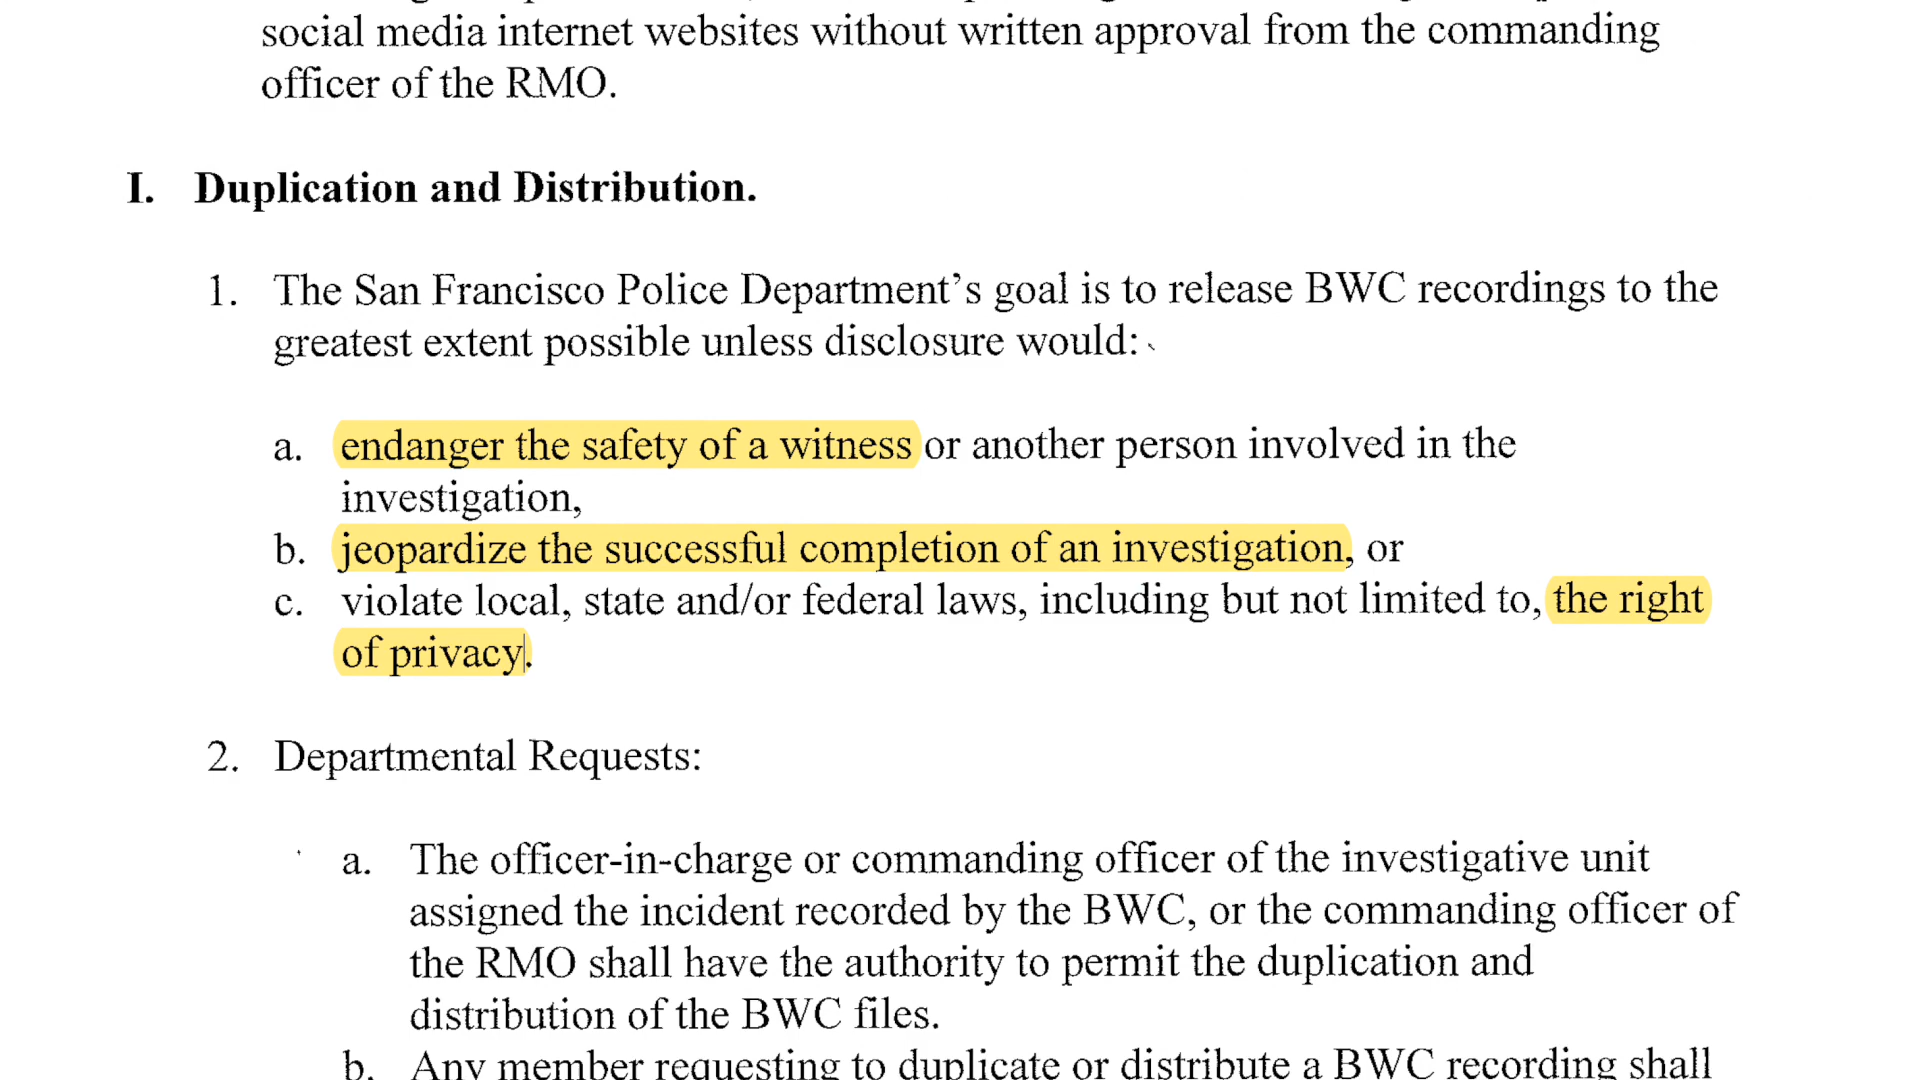 social media internet websites without written approval from the commanding
officer of the RMO.
I. Duplication and Distribution.
1. The San Francisco Police Department’s goal is to release BWC recordings to the
greatest extent possible unless disclosure would:
a. endanger the safety of a witness or another person involved in the
investigation,
b. jeopardize the successful completion of an investigation, or
c. violate local, state and/or federal laws, including but not limited to, the right
of privacy.
2. Departmental Requests:
a. The officer-in-charge or commanding officer of the investigative unit
assigned the incident recorded by the BWC, or the commanding officer of
the RMO shall have the authority to permit the duplication and
distribution of the BWC files.
b. Any member requesting to duplicate or distribute a BWC recording shall